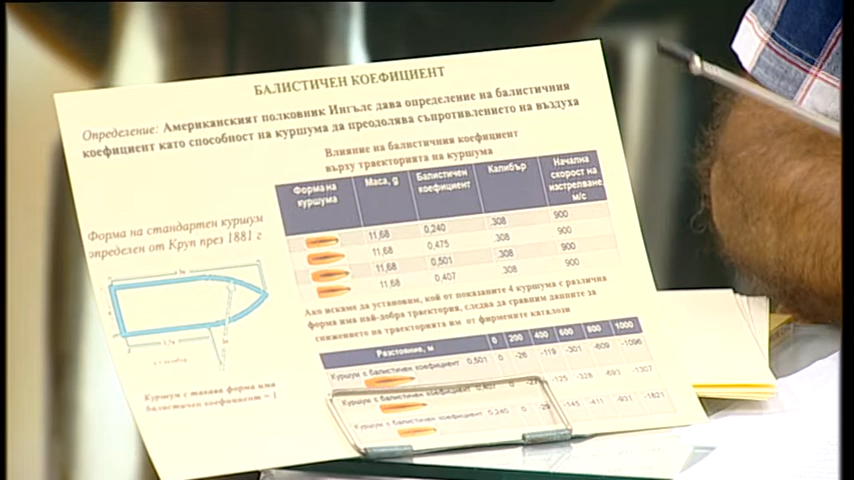 БАЛИСТИЧЕН КОЕФИЦИЕНТ
Определение: Американският полковник Ингълс дава определение на балистичния
коефициент като способност на куршума да преодолява съпротивлението на въздуха
Влияние на балистичния коефициент
върху траекторията на куршума
Форма на куршума Маса, g Балистичен коефициент Калибър Начална скорост на изстрелване м/с
11,68 0,240 .308 900
11,68 0,475 .308 900
11,68 0,501 .308 900
11,68 0,407 .308 900
Форма на стандартен куршум
определен от Круп през 1881 г
Куршум с такава форма има
балистичен коефициент = 1
Ако искаме да установим, кой от показаните 4 куршума с различна
форма има най-добра траектория, следва да сравним данните за
снижението на траекторията им от фирмените каталози
Разстояние, м 0 200 400 600 800 1000
Куршум с балистичен коефициент 0,501 0 -26 -119 -301 -609 -1096
Куршум с балистичен коефициент 0 -125 -328 -693 -1307
Куршум с балистичен коефициент 0,240 0 -29 -145 -411 -931 -1821